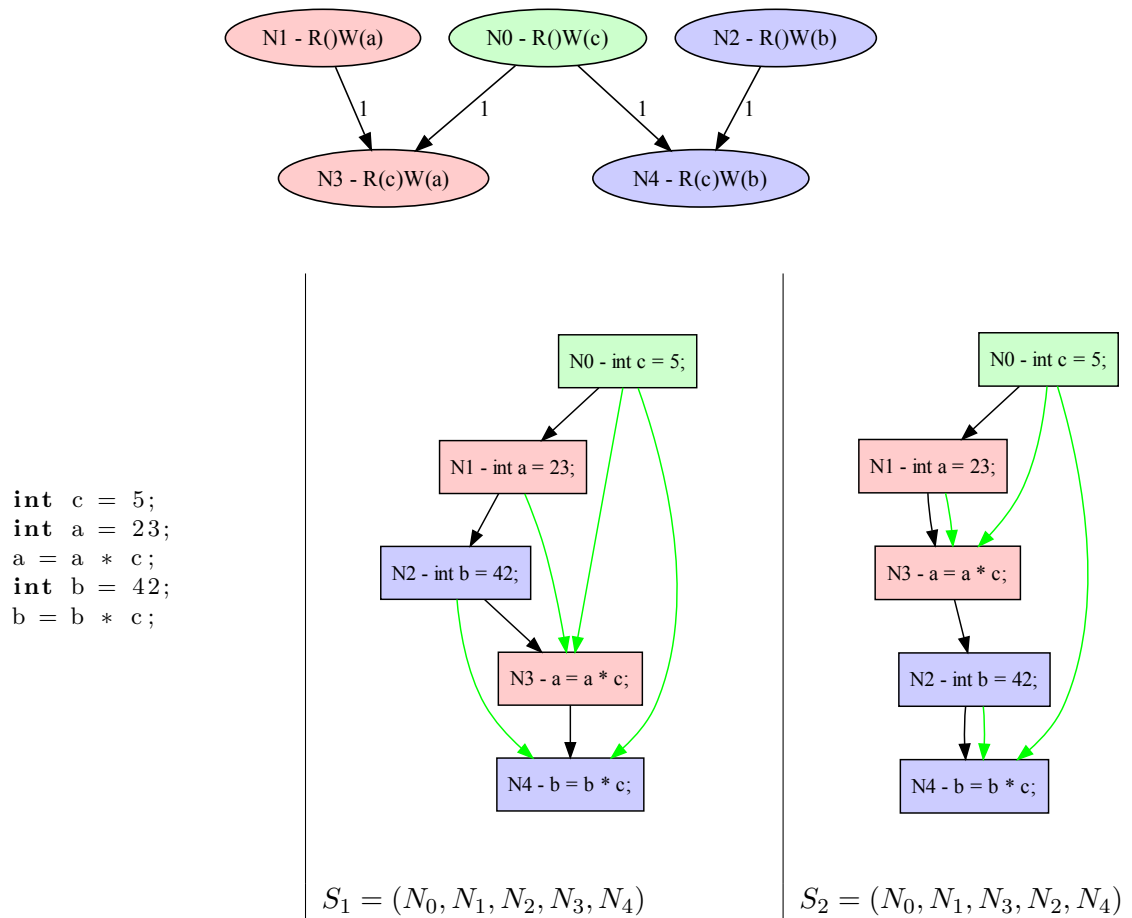 N1 - R()W(a)
N0 - R()W(c)
N2 - R()W(b)
1
1
1
1
N3 - R(c)W(a)
N4 - R(c)W(b)
int c = 5;
int a = 23;
a = a * c;
int b = 42;
b = b * c;
N0 - int c = 5;
N1 - int a = 23;
N2 - int b = 42;
N3 - a = a * c;
N4 - b = b * c;
S₁ = (N₀, N₁, N₂, N₃, N₄)
N0 - int c = 5;
N1 - int a = 23;
N3 - a = a * c;
N2 - int b = 42;
N4 - b = b * c;
S₂ = (N₀, N₁, N₃, N₂, N₄)